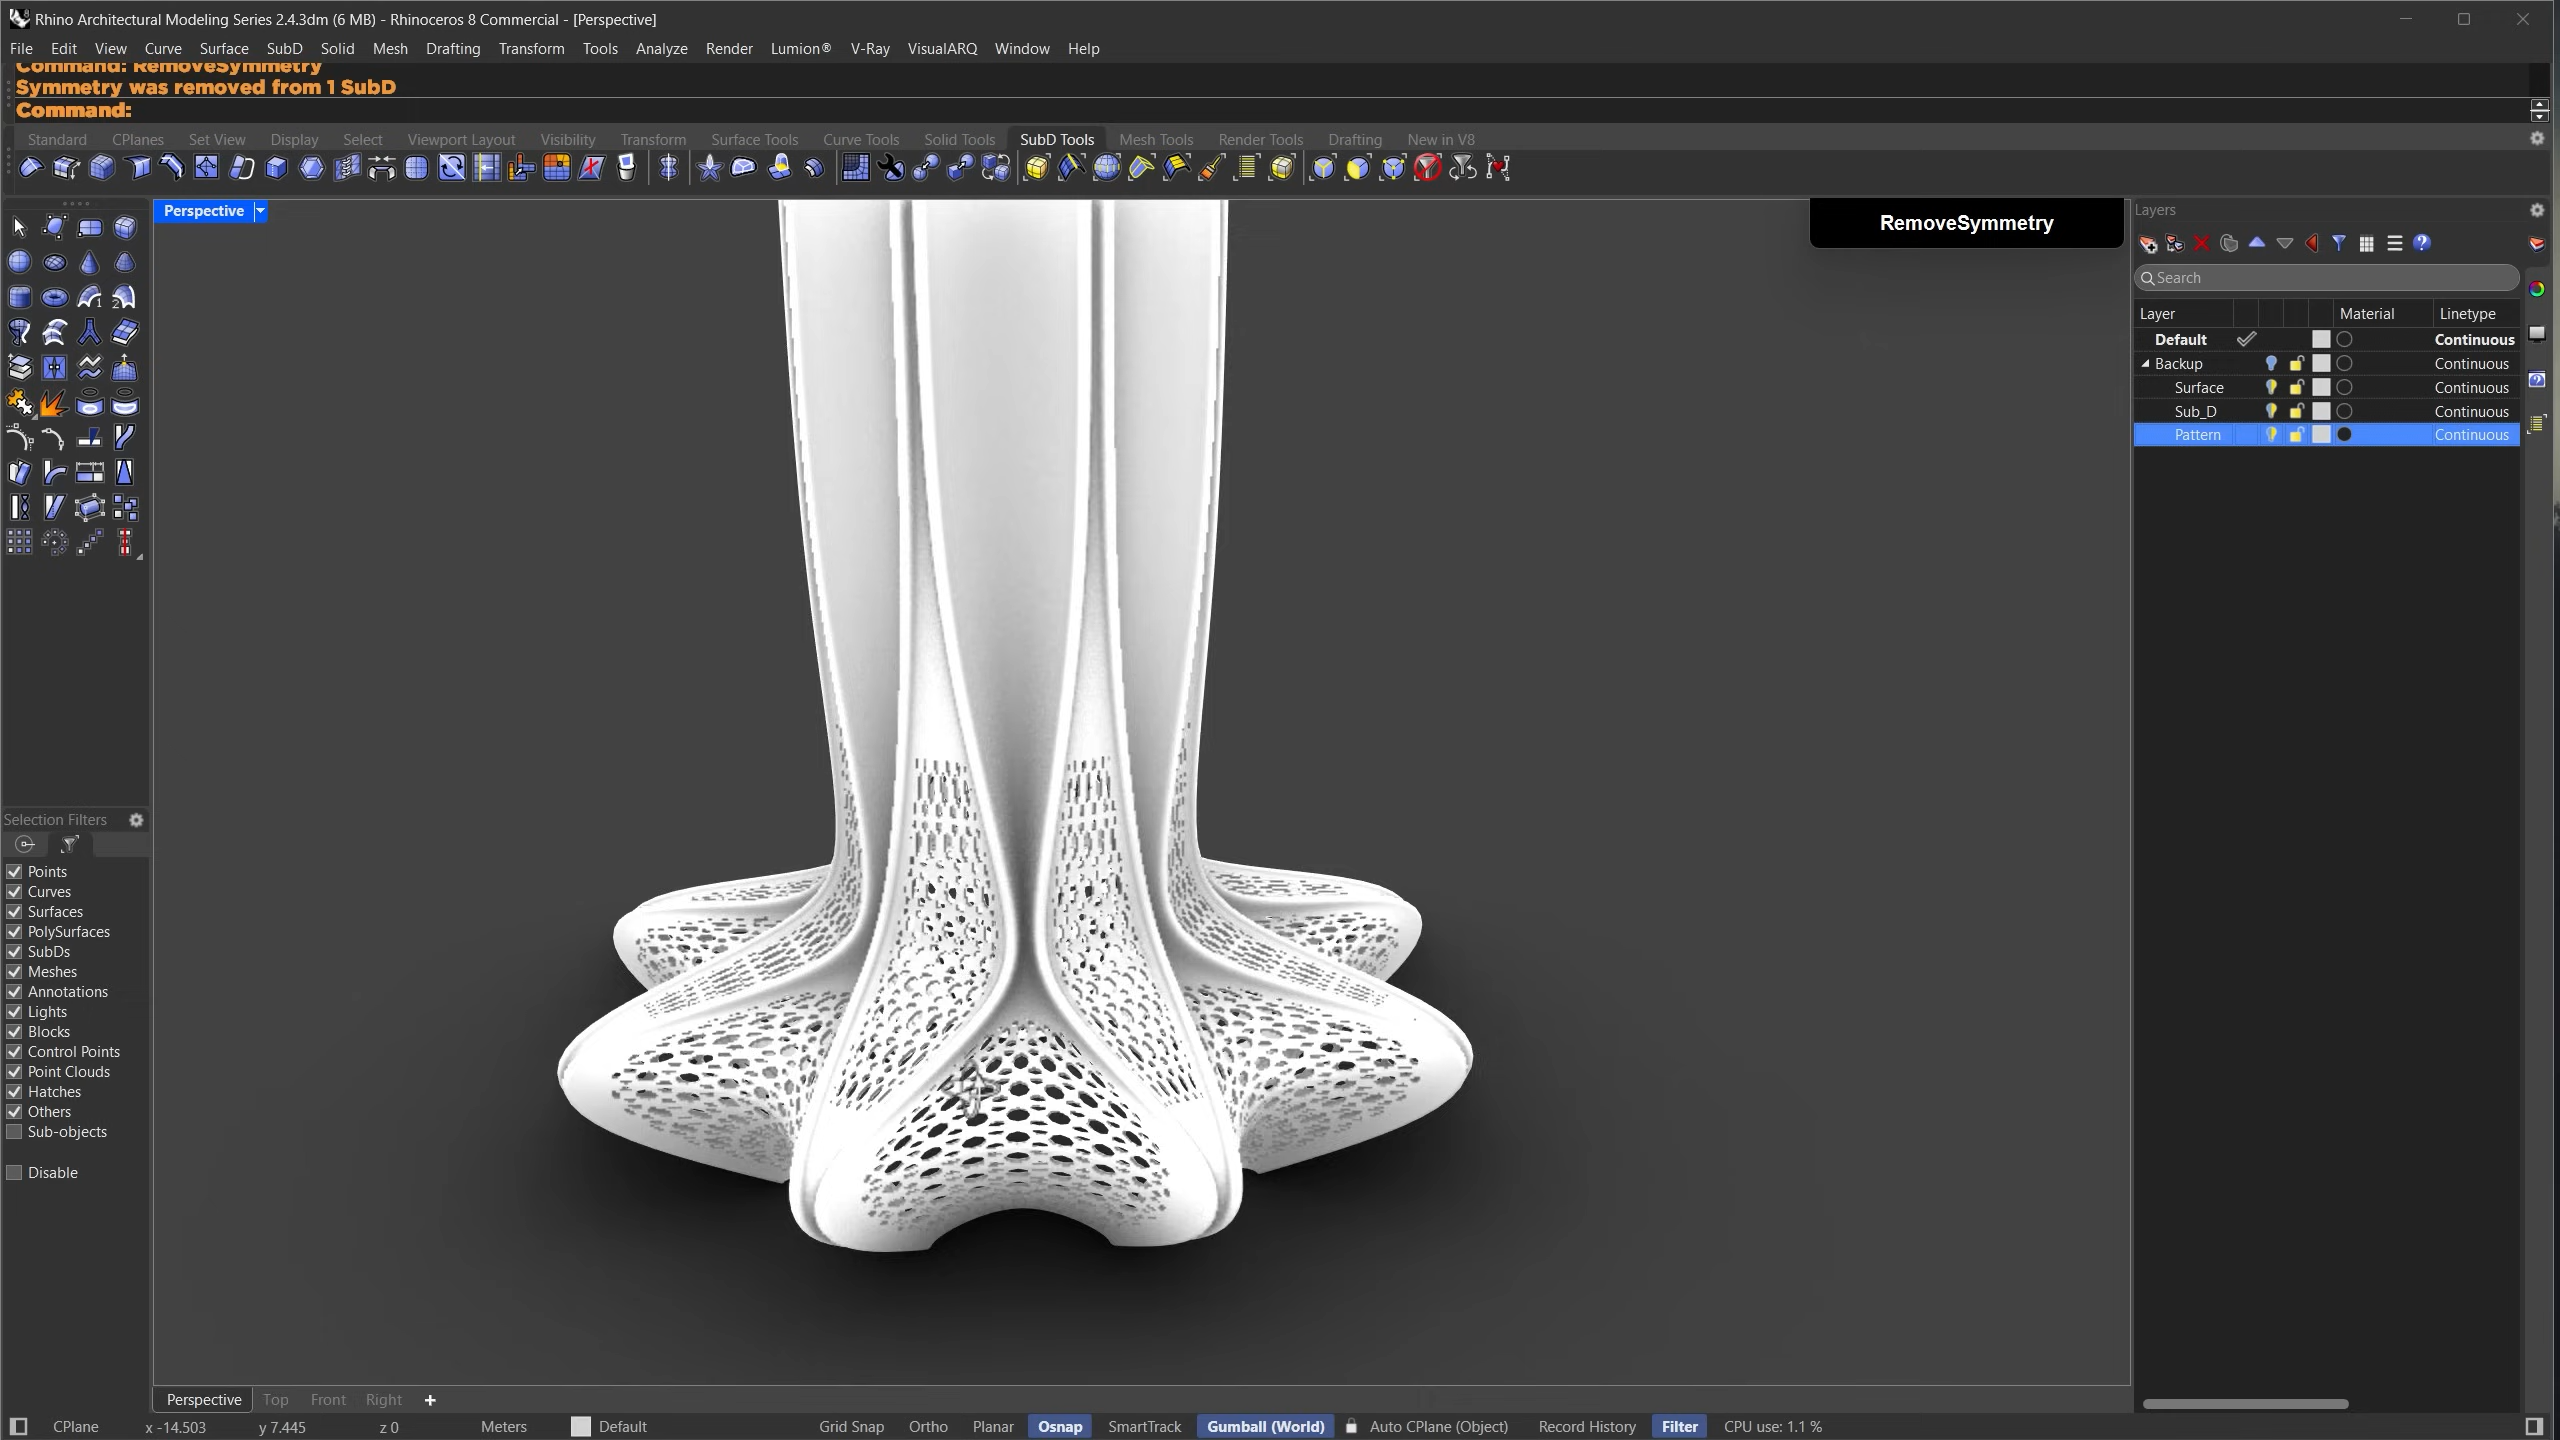 Rhino Architectural Modeling Series 2.4.3dm (6 MB) - Rhinoceros 8 Commercial - [Perspective]
File Edit View Curve Surface SubD Solid Mesh Drafting Transform Tools Analyze Render Lumion® V-Ray VisualARQ Window Help
Command: RemoveSymmetry
Symmetry was removed from 1 SubD
Command:
Standard CPlanes Set View Display Select Viewport Layout Visibility Transform Surface Tools Curve Tools Solid Tools SubD Tools Mesh Tools Render Tools Drafting New in V8
Perspective
RemoveSymmetry
Layers
Search
Layer Material Linetype
Default Continuous
Backup Continuous
Surface Continuous
Sub_D Continuous
Pattern Continuous
Selection Filters
Points
Curves
Surfaces
PolySurfaces
SubDs
Meshes
Annotations
Lights
Blocks
Control Points
Point Clouds
Hatches
Others
Sub-objects
Disable
Perspective Top Front Right
CPlane x -14.503 y 7.445 z 0 Meters Default Grid Snap Ortho Planar Osnap SmartTrack Gumball (World) Auto CPlane (Object) Record History Filter CPU use: 1.1 %